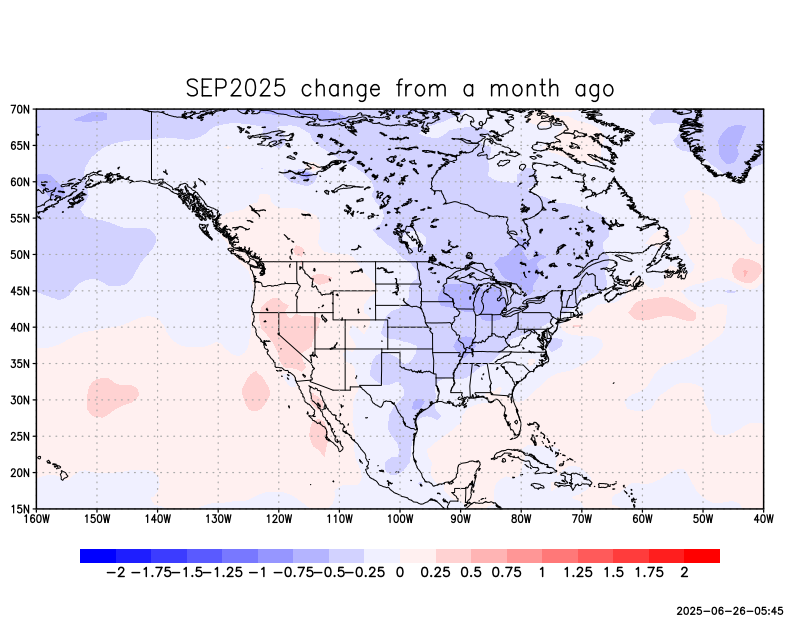 SEP2025 change from a month ago
70N
65N
60N
55N
50N
45N
40N
35N
30N
25N
20N
15N
160W 150W 140W 130W 120W 110W 100W 90W 80W 70W 60W 50W 40W
−2 −1.75 −1.5 −1.25 −1 −0.75 −0.5 −0.25 0 0.25 0.5 0.75 1 1.25 1.5 1.75 2
2025−06−26−05:45